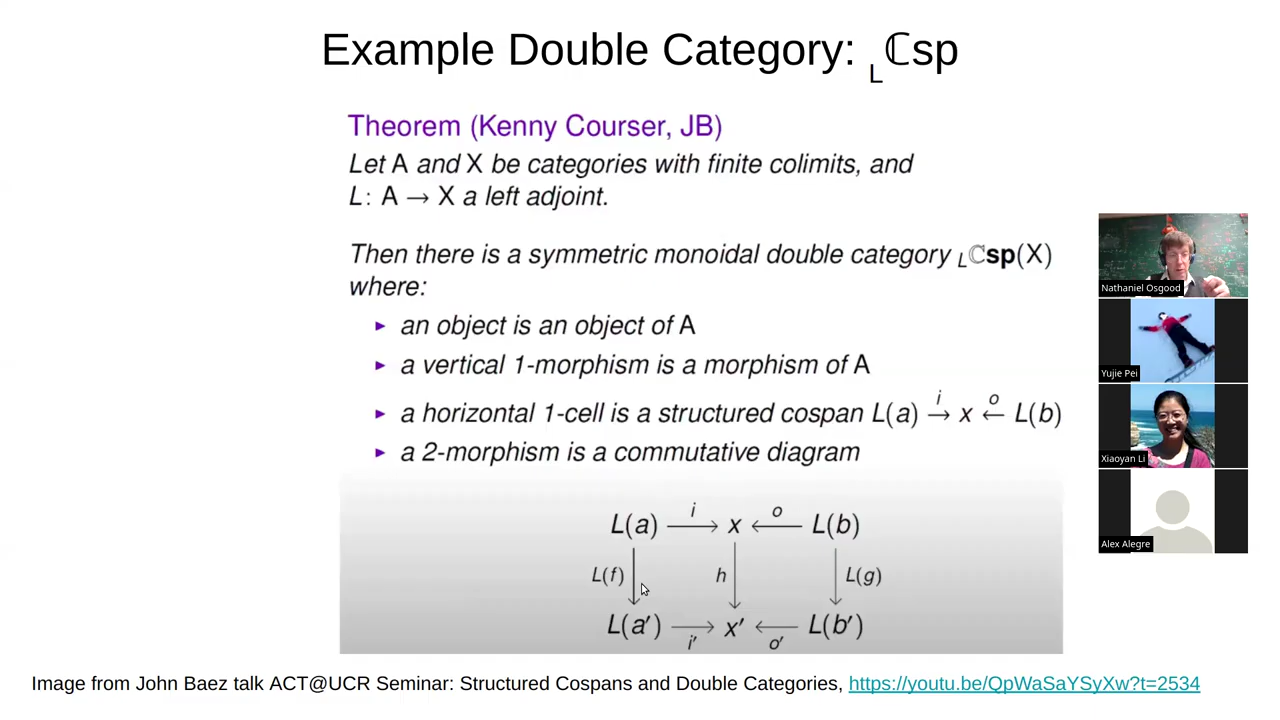 Example Double Category: LℂSp
Theorem (Kenny Courser, JB)
Let A and X be categories with finite colimits, and
L: A → X a left adjoint.
Then there is a symmetric monoidal double category Lℂsp(X)
where:
▸ an object is an object of A
▸ a vertical 1-morphism is a morphism of A
▸ a horizontal 1-cell is a structured cospan L(a) →i x ←o L(b)
▸ a 2-morphism is a commutative diagram
L(a) →i x ←o L(b)
L(f) h L(g)
L(a′) →i′ x′ ←o′ L(b′)
Image from John Baez talk ACT@UCR Seminar: Structured Cospans and Double Categories, https://youtu.be/QpWaSaYSyXw?t=2534
Nathaniel Osgood
Yujie Pei
Xiaoyan Li
Alex Alegre